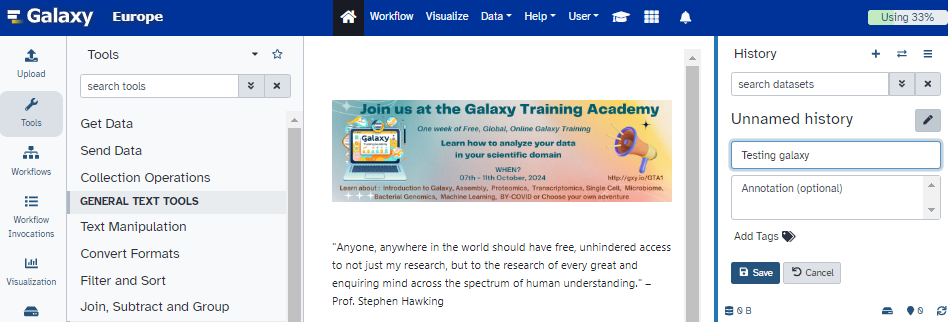 Galaxy Europe
Workflow Visualize Data Help User
Using 33%
Upload
Tools
Workflows
Workflow
Invocations
Visualization
Tools
search tools
Get Data
Send Data
Collection Operations
GENERAL TEXT TOOLS
Text Manipulation
Convert Formats
Filter and Sort
Join, Subtract and Group
Join us at the Galaxy Training Academy
One week of Free, Global, Online Galaxy Training
Learn how to analyze your data
in your scientific domain
WHEN?
07th - 11th October, 2024
http://gxy.io/GTA1
Learn about : Introduction to Galaxy, Assembly, Proteomics, Transcriptomics, Single Cell, Microbiome,
Bacterial Genomics, Machine Learning, BY-COVID or Choose your own adventure
Galaxy
"Anyone, anywhere in the world should have free, unhindered access
to not just my research, but to the research of every great and
enquiring mind across the spectrum of human understanding." –
Prof. Stephen Hawking
History
search datasets
Unnamed history
Testing galaxy
Annotation (optional)
Add Tags
Save Cancel
0 B
0